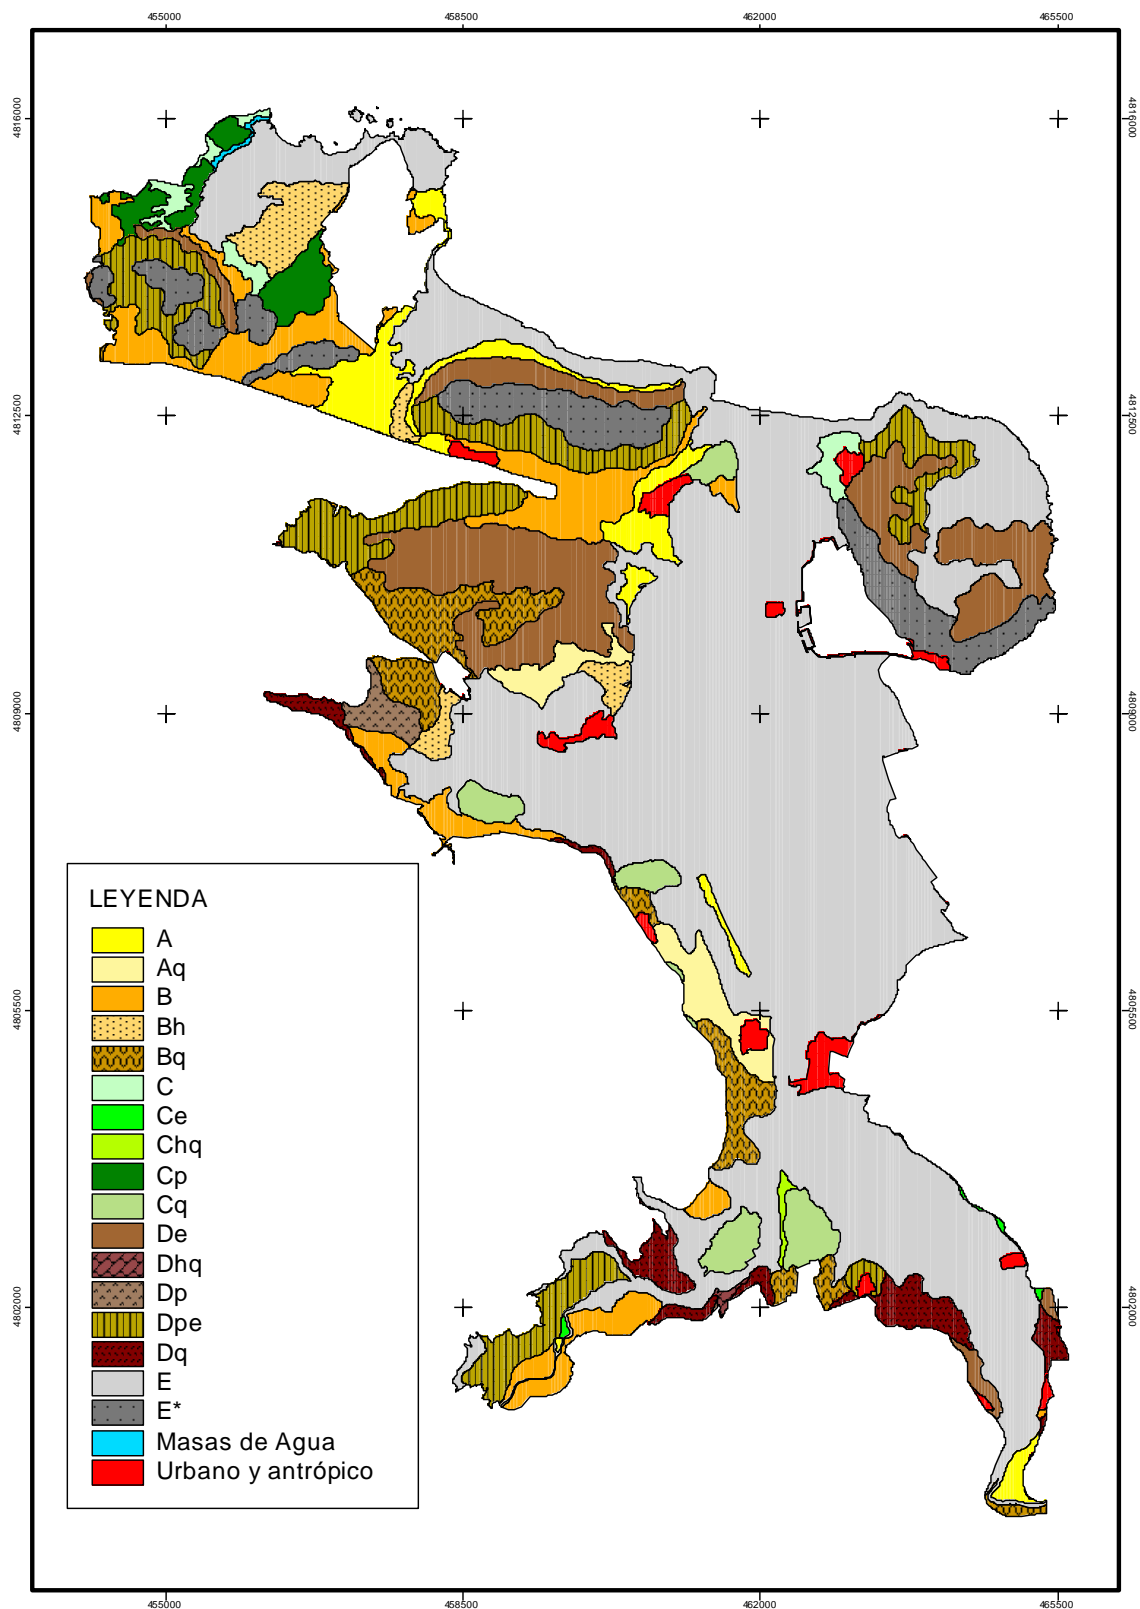 455000 458500 462000 465500
4816000 4816000
4812500 4812500
4809000 4809000
LEYENDA
A
Aq
B
4805500 4805500
Bh
Bq
C
Ce
Chq
Cp
Cq
De
Dhq
Dp
4802000 4802000
Dpe
Dq
E
E*
Masas de Agua
Urbano y antrópico
455000 458500 462000 465500